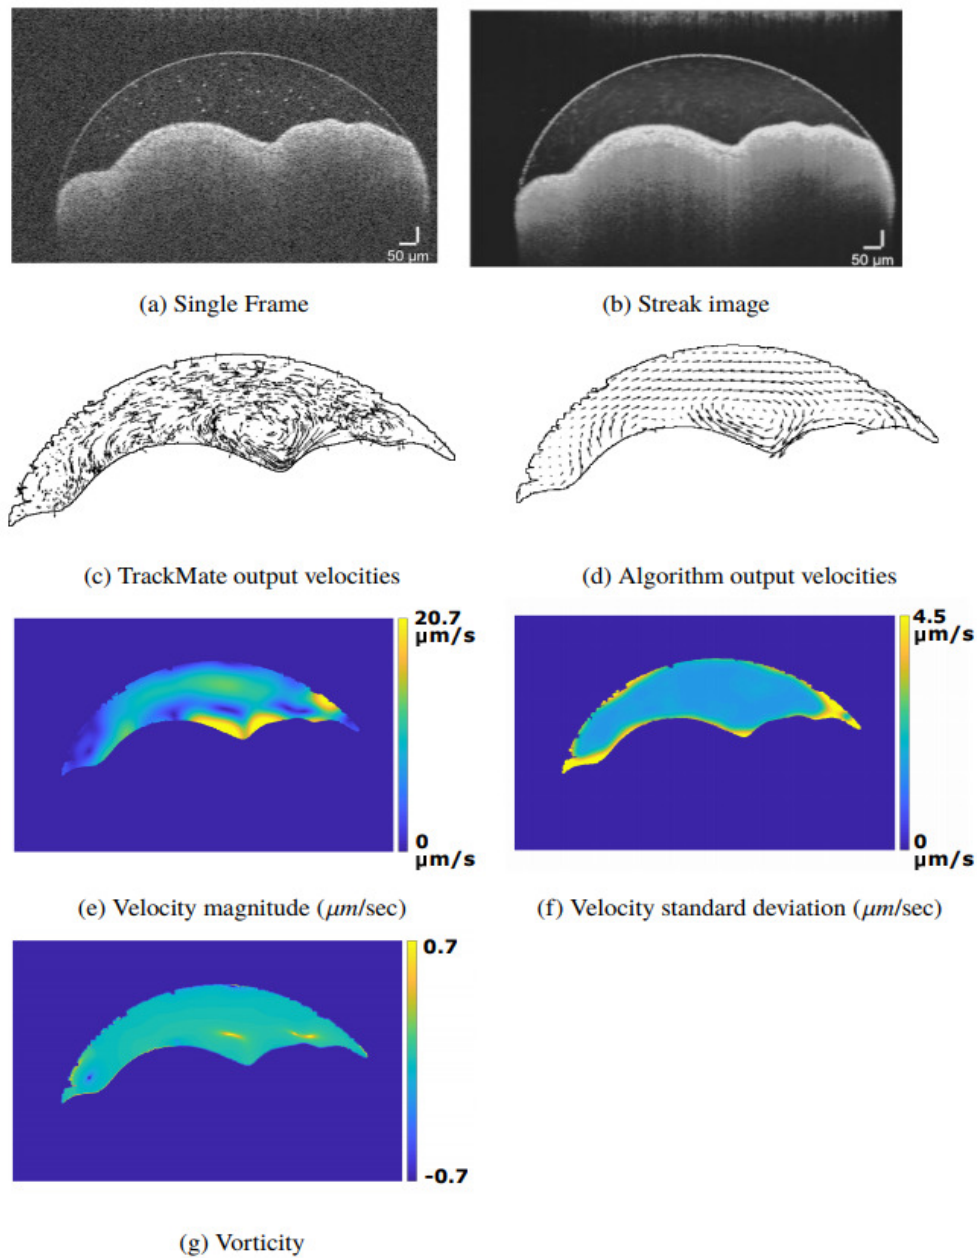 50 μm
50 μm
(a) Single Frame
(b) Streak image
(c) TrackMate output velocities
(d) Algorithm output velocities
20.7
μm/s
0
μm/s
4.5
μm/s
0
μm/s
(e) Velocity magnitude (μm/sec)
(f) Velocity standard deviation (μm/sec)
0.7
-0.7
(g) Vorticity